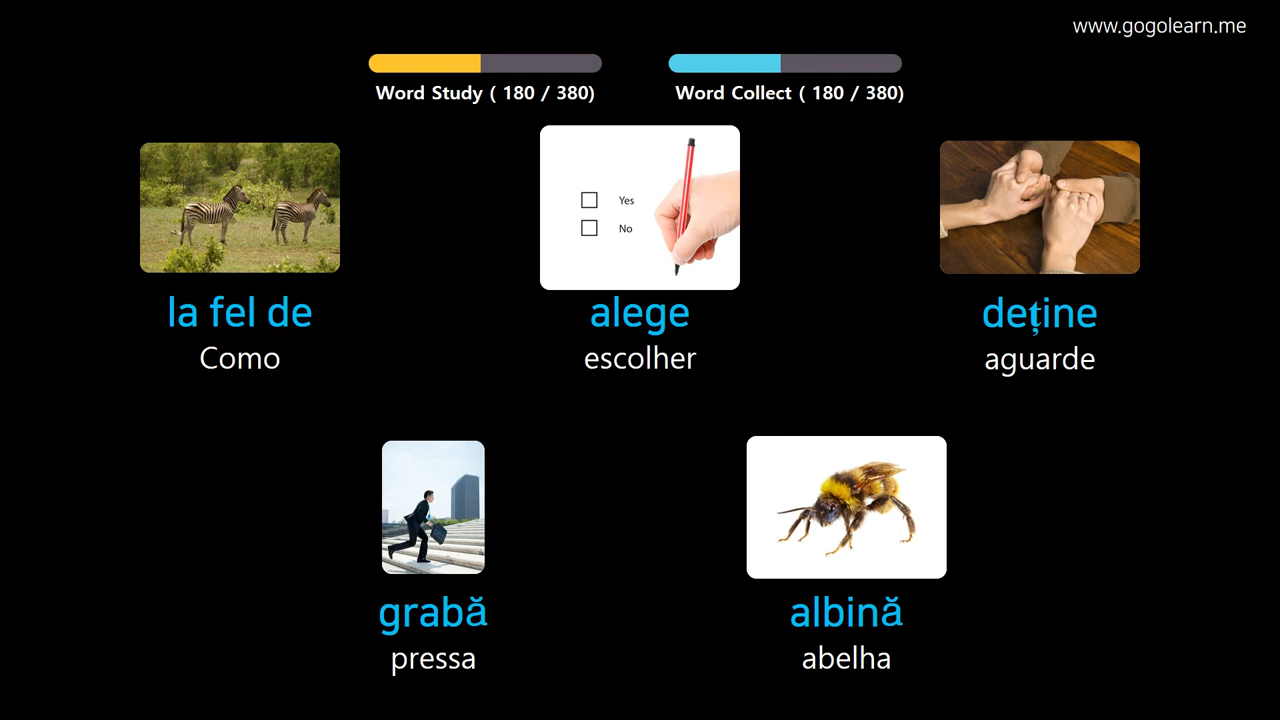 www.gogolearn.me
Word Study ( 180 / 380)
Word Collect ( 180 / 380)
Yes
No
la fel de
Como
alege
escolher
deține
aguarde
grabă
pressa
albină
abelha